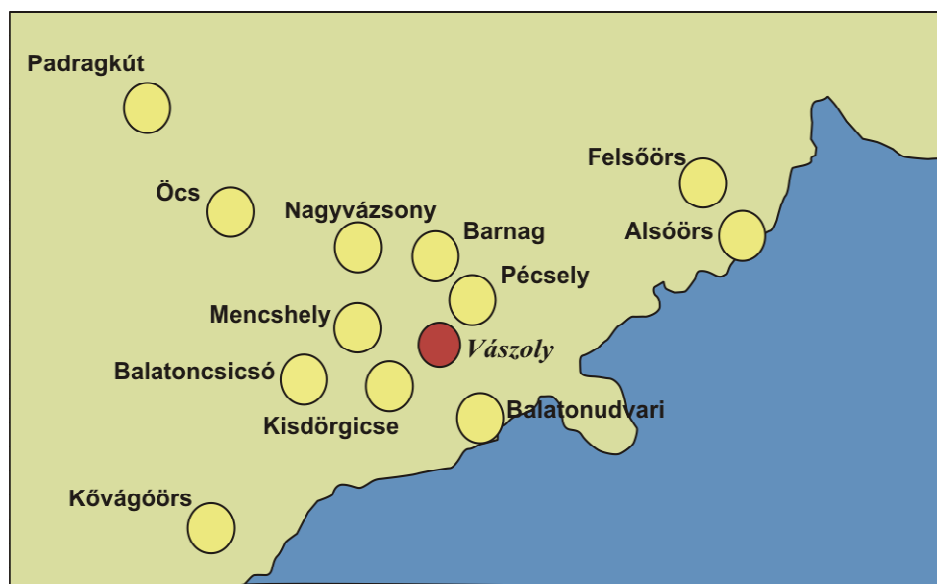 Padragkút
Felsőörs
Öcs
Nagyvázsony
Barnag
Alsóörs
Pécsely
Mencshely
Vászoly
Balatoncsicsó
Balatonudvari
Kisdörgicse
Kővágóörs